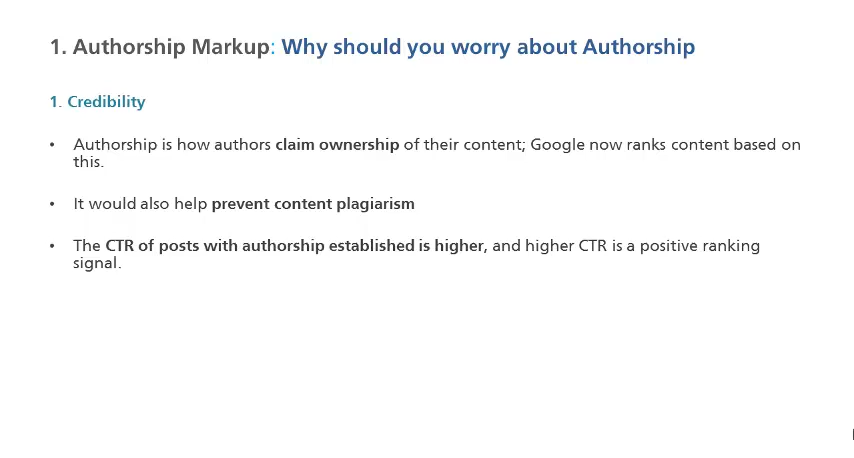 1. Authorship Markup: Why should you worry about Authorship
1. Credibility
• Authorship is how authors claim ownership of their content; Google now ranks content based on
this.
• It would also help prevent content plagiarism
• The CTR of posts with authorship established is higher, and higher CTR is a positive ranking
signal.